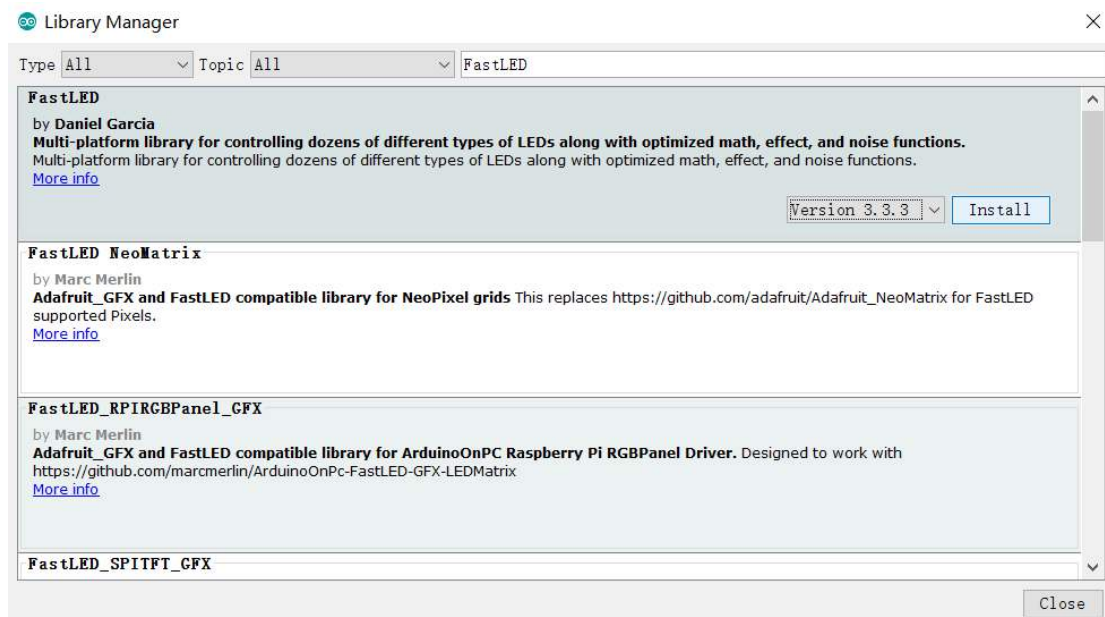 Library Manager
Type All Topic All FastLED
FastLED
by Daniel Garcia
Multi-platform library for controlling dozens of different types of LEDs along with optimized math, effect, and noise functions.
Multi-platform library for controlling dozens of different types of LEDs along with optimized math, effect, and noise functions.
More info
Version 3.3.3 Install
FastLED NeoMatrix
by Marc Merlin
Adafruit_GFX and FastLED compatible library for NeoPixel grids This replaces https://github.com/adafruit/Adafruit_NeoMatrix for FastLED
supported Pixels.
More info
FastLED_RPIRGBPanel_GFX
by Marc Merlin
Adafruit_GFX and FastLED compatible library for ArduinoOnPC Raspberry Pi RGBPanel Driver. Designed to work with
https://github.com/marcmerlin/ArduinoOnPc-FastLED-GFX-LEDMatrix
More info
FastLED_SPITFT_GFX
Close